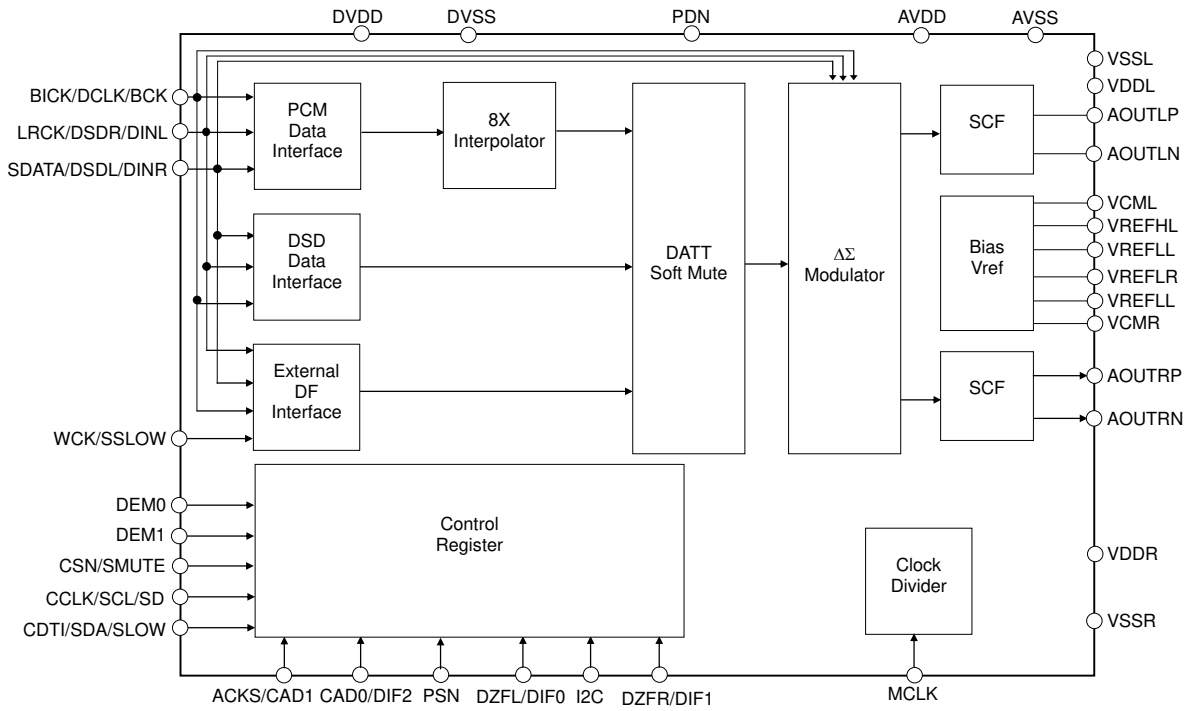 DVDD
DVSS
PDN
AVDD
AVSS
BICK/DCLK/BCK
LRCK/DSDR/DINL
SDATA/DSDL/DINR
WCK/SSLOW
DEM0
DEM1
CSN/SMUTE
CCLK/SCL/SD
CDTI/SDA/SLOW
PCM
Data
Interface
8X
Interpolator
DSD
Data
Interface
External
DF
Interface
DATT
Soft Mute
ΔΣ
Modulator
SCF
Bias
Vref
SCF
Control
Register
Clock
Divider
VSSL
VDDL
AOUTLP
AOUTLN
VCML
VREFHL
VREFLL
VREFLR
VREFLL
VCMR
AOUTRP
AOUTRN
VDDR
VSSR
ACKS/CAD1
CAD0/DIF2
PSN
DZFL/DIF0
I2C
DZFR/DIF1
MCLK